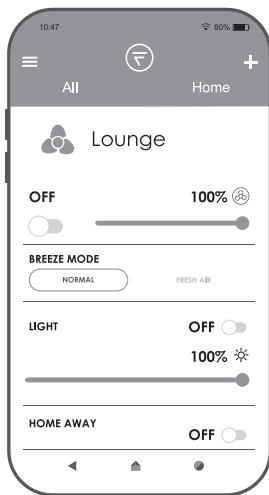 10:47 80%
All Home
Lounge
OFF 100%
BREEZE MODE
NORMAL FRESH AIR
LIGHT OFF
100%
HOME AWAY
OFF